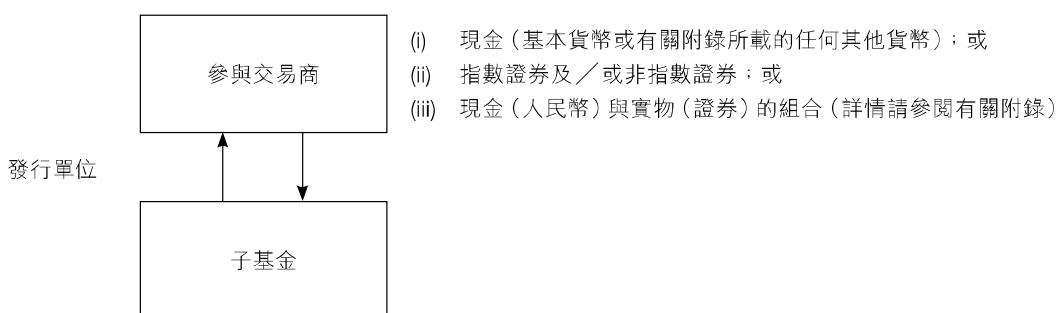 參與交易商
(i) 現金（基本貨幣或有關附錄所載的任何其他貨幣）；或
(ii) 指數證券及／或非指數證券；或
(iii) 現金（人民幣）與實物（證券）的組合（詳情請參閱有關附錄）
發行單位
子基金